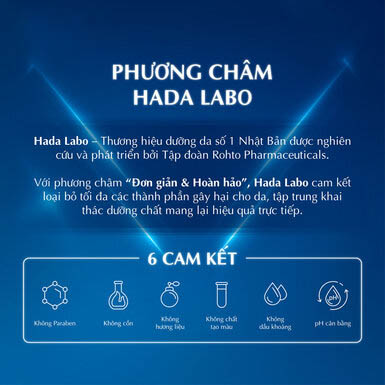 PHƯƠNG CHÂM
HADA LABO
Hada Labo – Thương hiệu dưỡng da số 1 Nhật Bản được nghiên
cứu và phát triển bởi Tập đoàn Rohto Pharmaceuticals.
Với phương châm “Đơn giản & Hoàn hảo”, Hada Labo cam kết
loại bỏ tối đa các thành phần gây hại cho da, tập trung khai
thác dưỡng chất mang lại hiệu quả trực tiếp.
6 CAM KẾT
pH
Không Paraben
Không cồn
Không
hương liệu
Không chất
tạo màu
Không
dầu khoáng
pH cân bằng